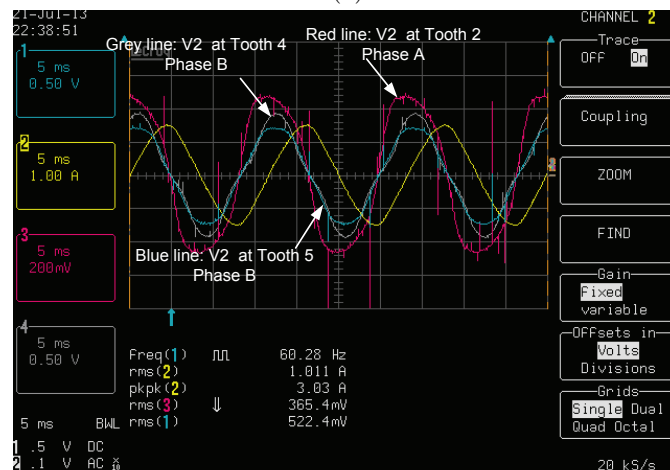 21-Jul-13
22:38:51
CHANNEL 2
Trace
OFF On
Coupling
ZOOM
FIND
Gain
Fixed
variable
OFfsets in
Volts
Divisions
Grids
Single Dual
Quad Octal
20 kS/s
1
5 ms
0.50 V
2
5 ms
1.00 A
3
5 ms
200mV
4
5 ms
0.50 V
5 ms BWL
1 .5 V DC
2 .1 V AC
Grey line: V2 at Tooth 4
Phase B
Red line: V2 at Tooth 2
Phase A
Blue line: V2 at Tooth 5
Phase B
Freq(1) 60.28 Hz
rms(2) 1.011 A
pkpk(2) 3.03 A
rms(3) 365.4mV
rms(1) 522.4mV